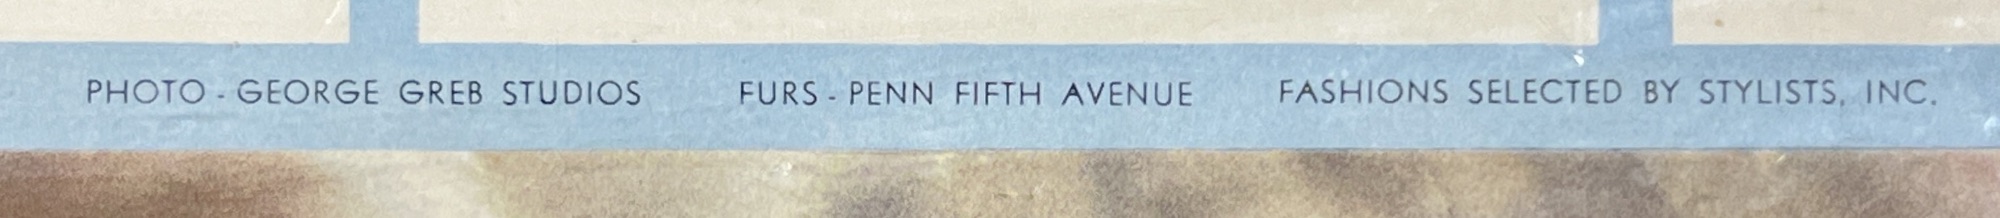 PHOTO - GEORGE GREB STUDIOS FURS - PENN FIFTH AVENUE FASHIONS SELECTED BY STYLISTS, INC.